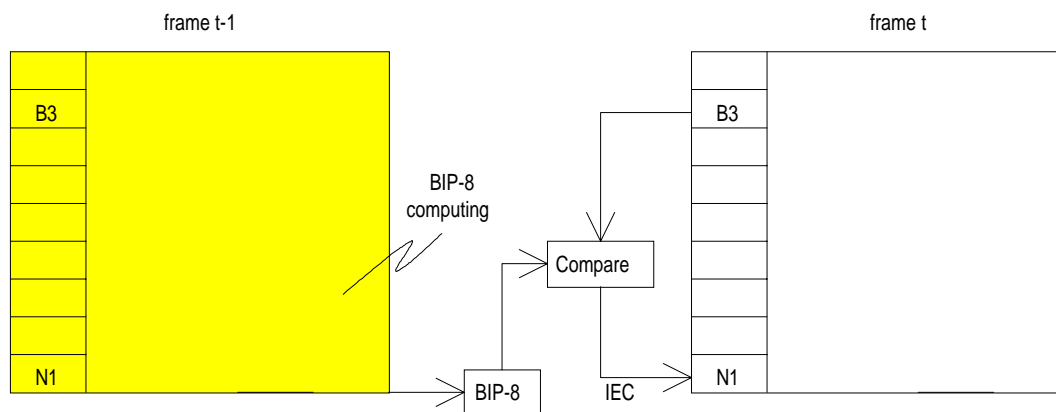 frame t-1
frame t
B3
B3
BIP-8
computing
Compare
N1
BIP-8
IEC
N1